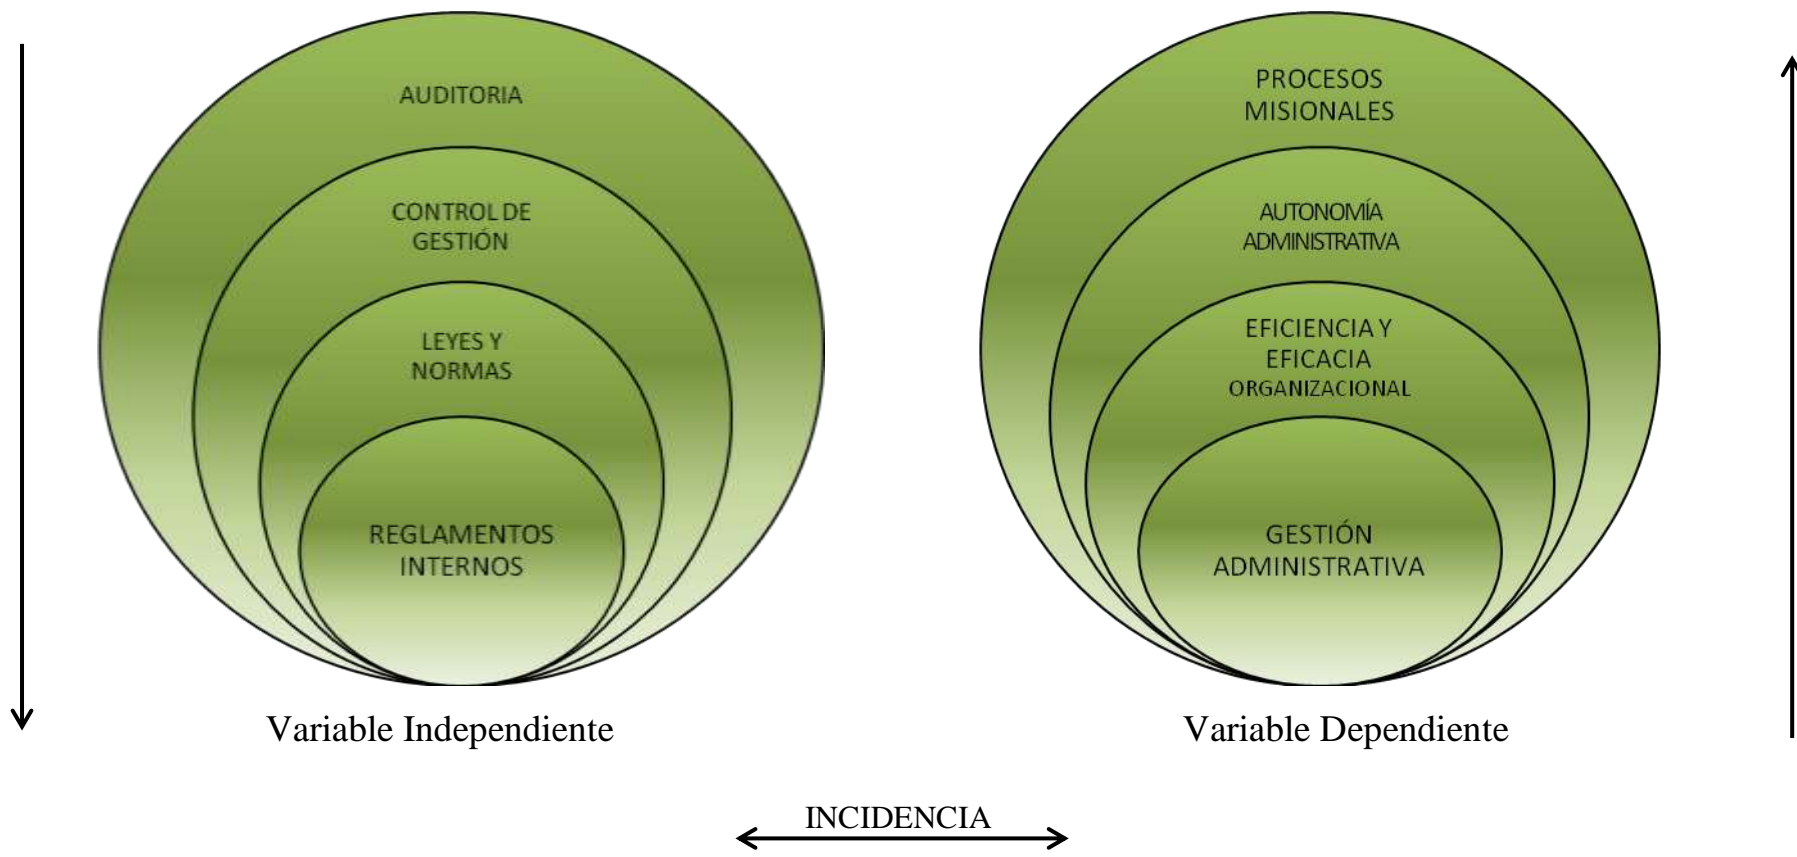 AUDITORIA
CONTROL DE
GESTIÓN
LEYES Y
NORMAS
REGLAMENTOS
INTERNOS
Variable Independiente
PROCESOS
MISIONALES
AUTONOMÍA
ADMINISTRATIVA
EFICIENCIA Y
EFICACIA
ORGANIZACIONAL
GESTIÓN
ADMINISTRATIVA
Variable Dependiente
INCIDENCIA